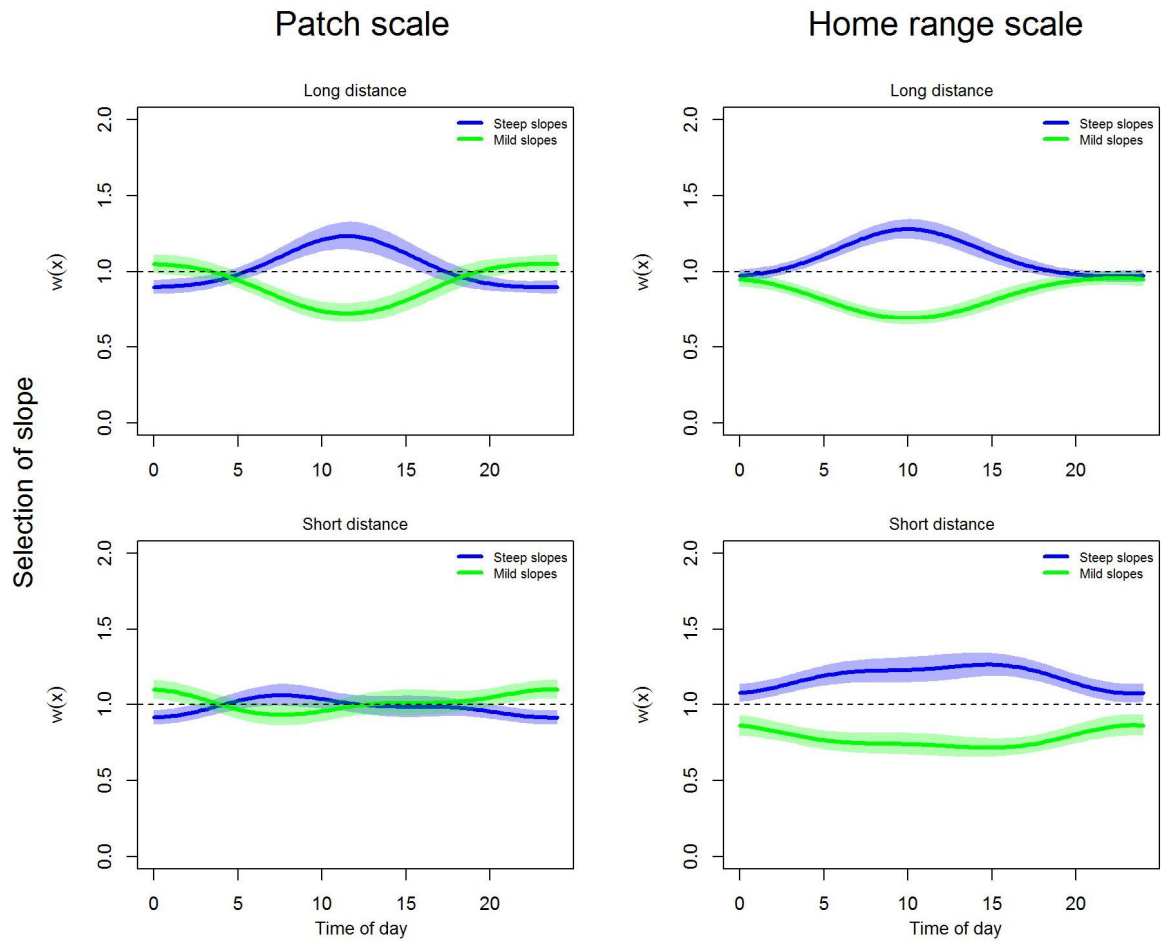 Patch scale
Home range scale
Selection of slope
Long distance
Steep slopes
Mild slopes
w(x)
2.0
1.5
1.0
0.5
0.0
0 5 10 15 20
Long distance
Steep slopes
Mild slopes
w(x)
2.0
1.5
1.0
0.5
0.0
0 5 10 15 20
Short distance
Steep slopes
Mild slopes
w(x)
2.0
1.5
1.0
0.5
0.0
0 5 10 15 20
Time of day
Short distance
Steep slopes
Mild slopes
w(x)
2.0
1.5
1.0
0.5
0.0
0 5 10 15 20
Time of day